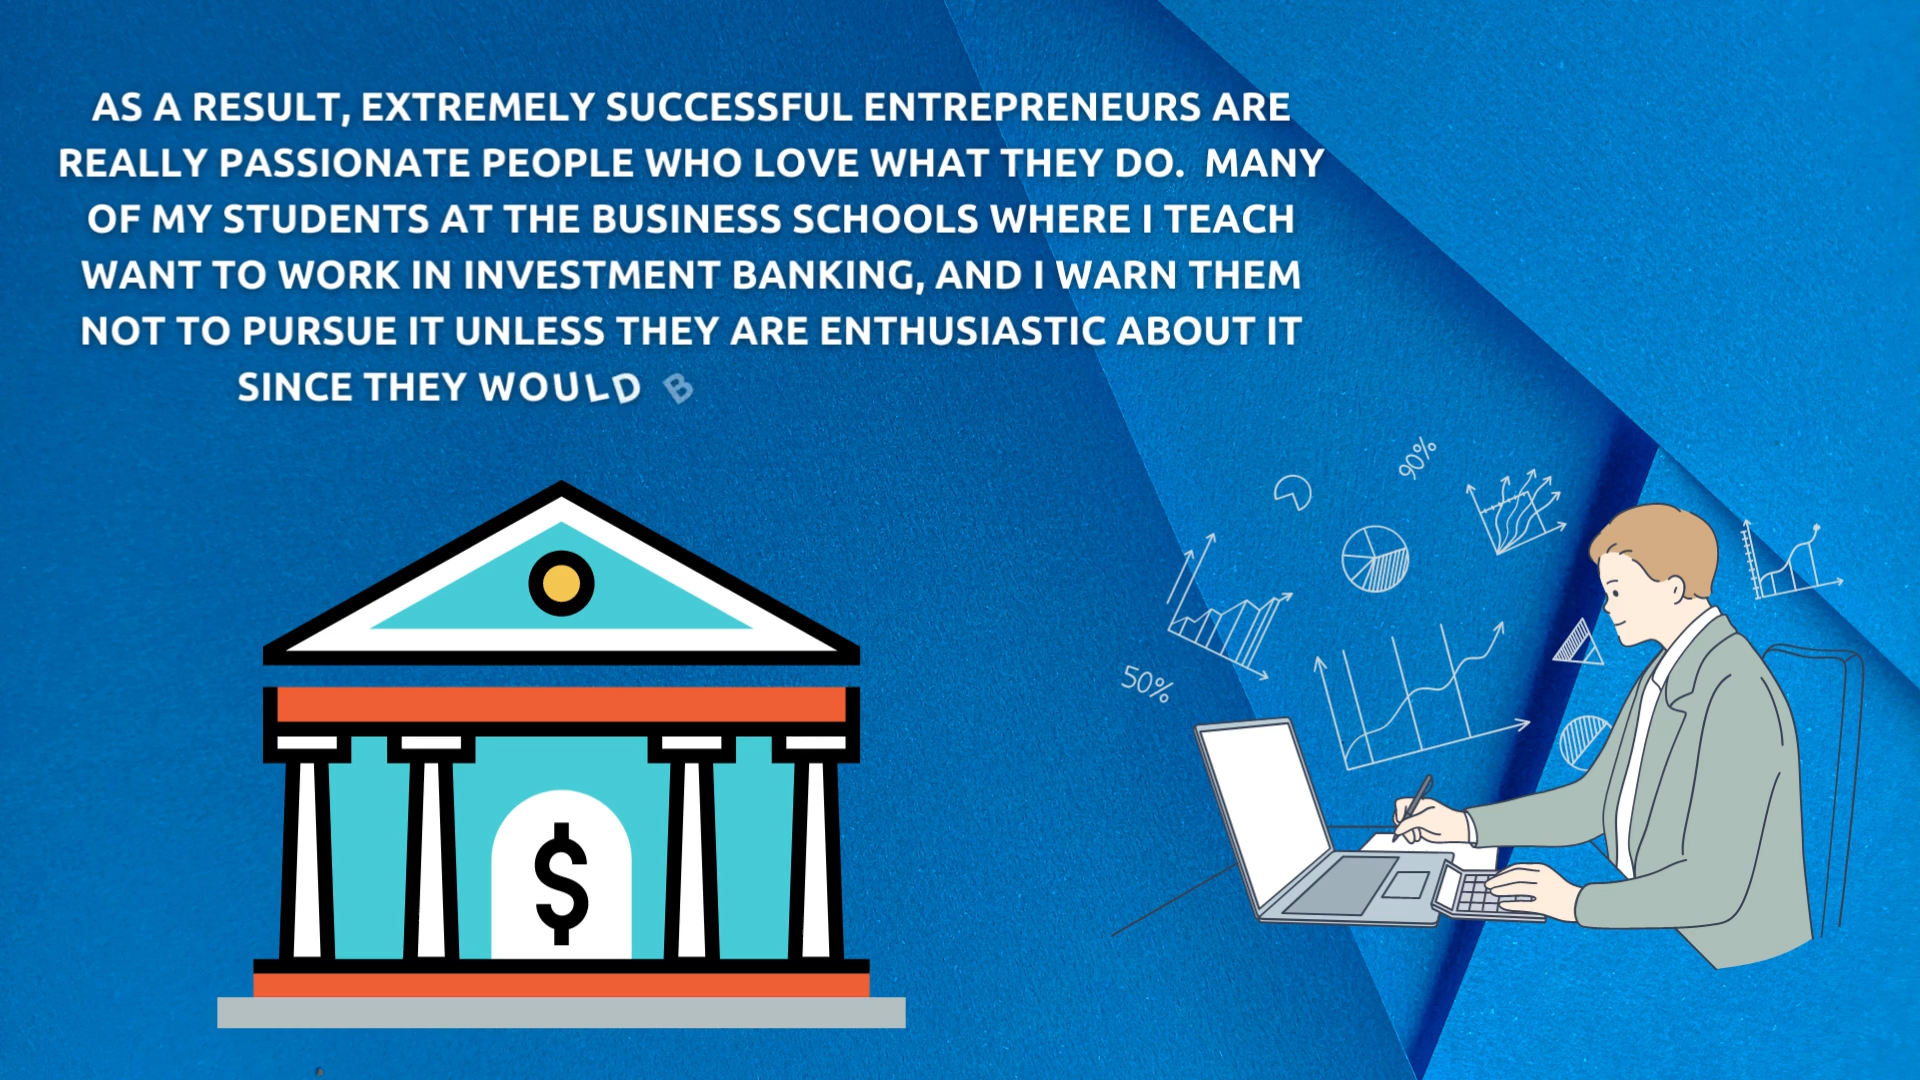 AS A RESULT, EXTREMELY SUCCESSFUL ENTREPRENEURS ARE
REALLY PASSIONATE PEOPLE WHO LOVE WHAT THEY DO. MANY
OF MY STUDENTS AT THE BUSINESS SCHOOLS WHERE I TEACH
WANT TO WORK IN INVESTMENT BANKING, AND I WARN THEM
NOT TO PURSUE IT UNLESS THEY ARE ENTHUSIASTIC ABOUT IT
SINCE THEY WOULD B
90%
50%
$